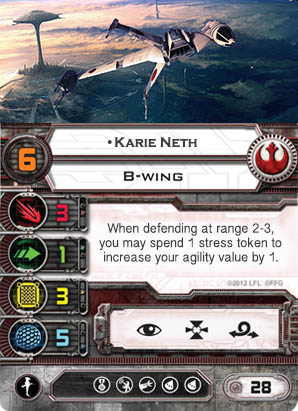 •Karie Neth
6
B-wing
3
When defending at range 2-3,
you may spend 1 stress token to
increase your agility value by 1.
1
©2012 LFL ©FFG
3
5
28